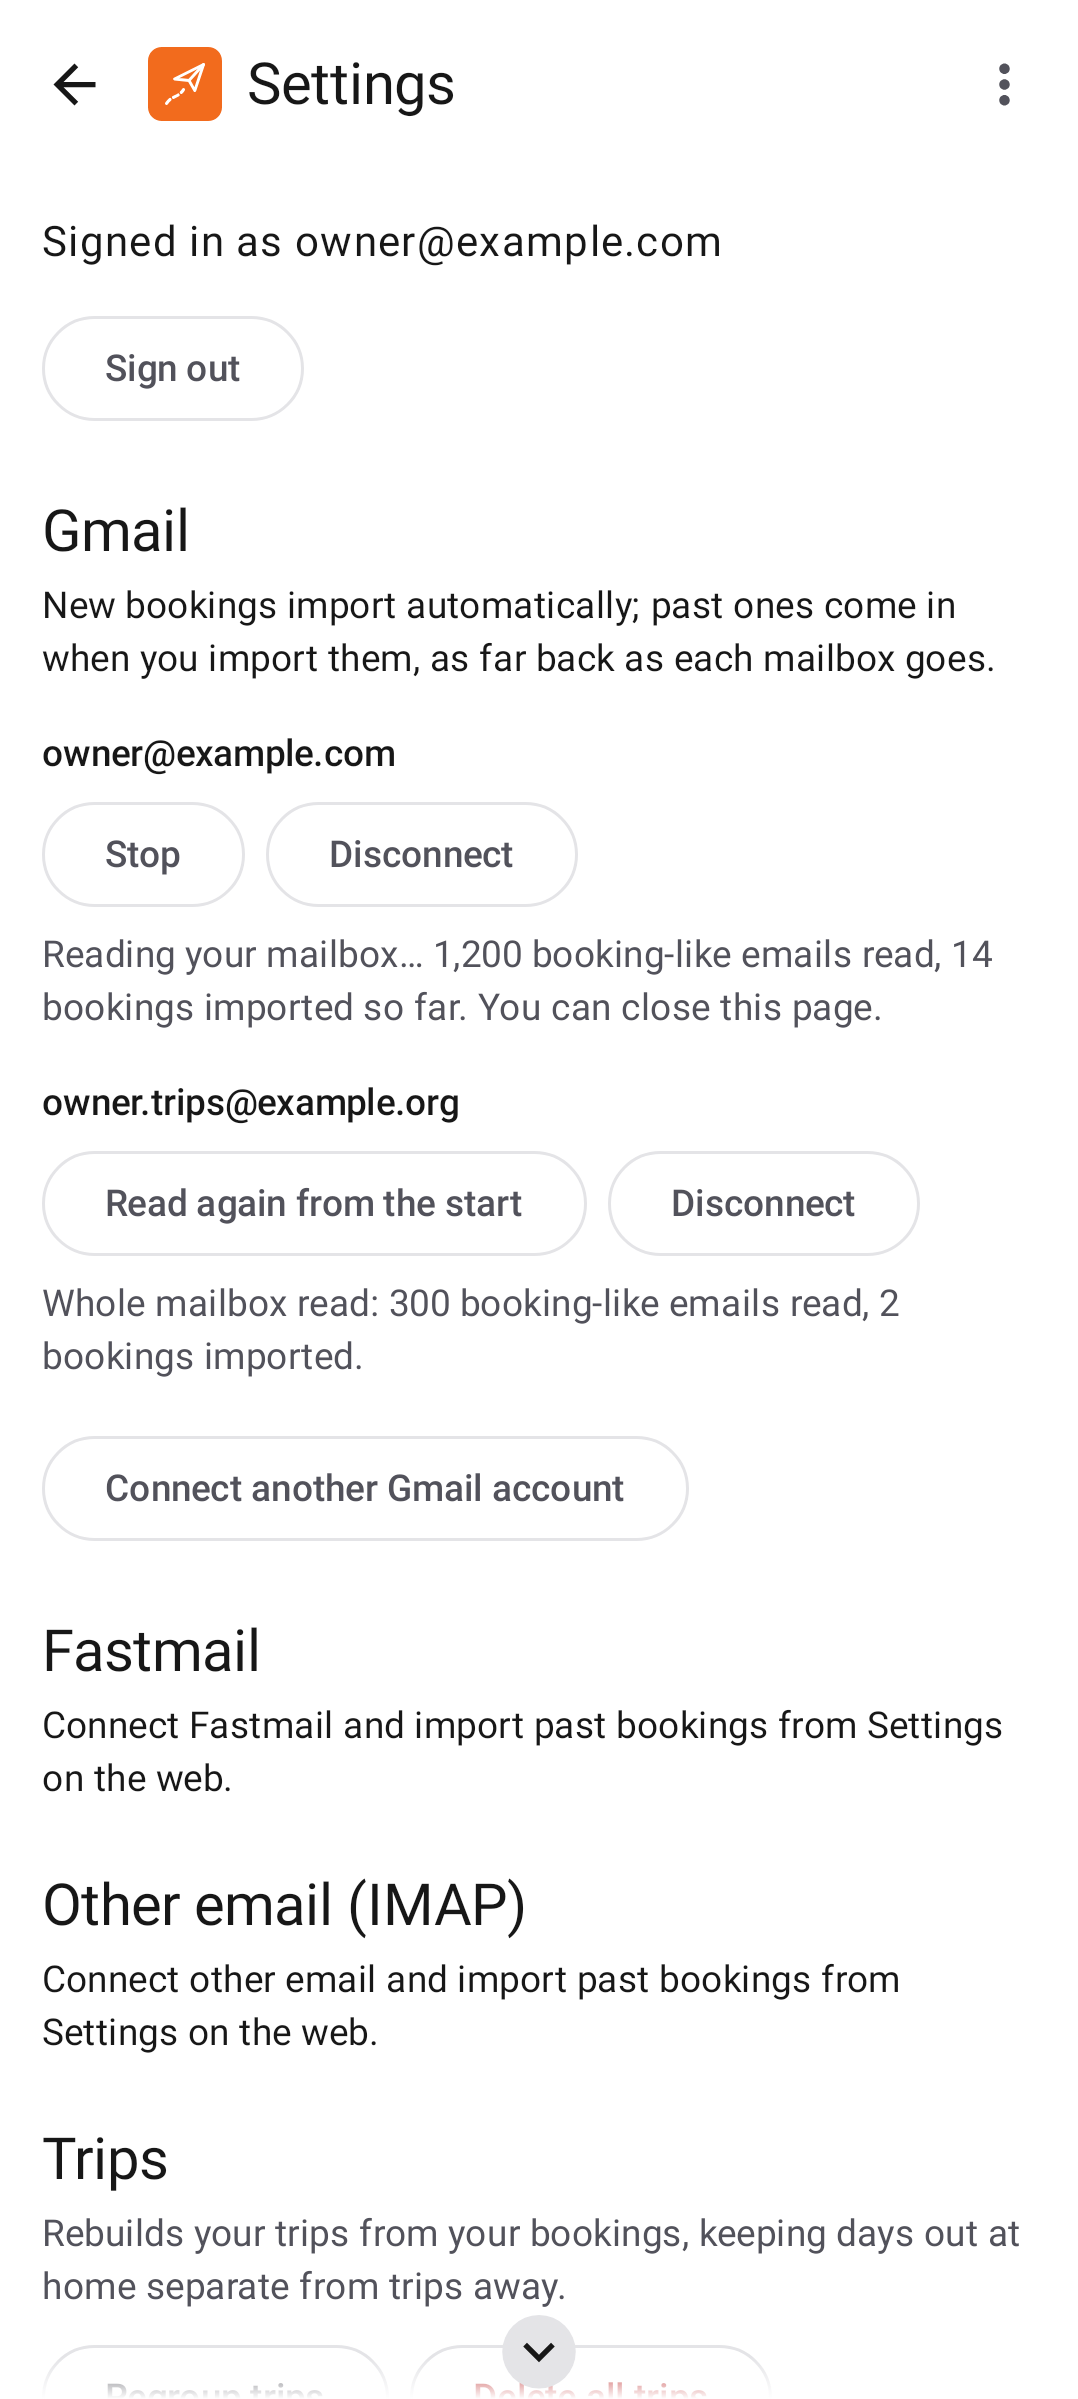 Settings
Signed in as owner@example.com
Sign out
Gmail
New bookings import automatically; past ones come in
when you import them, as far back as each mailbox goes.
owner@example.com
Stop
Disconnect
Reading your mailbox… 1,200 booking-like emails read, 14
bookings imported so far. You can close this page.
owner.trips@example.org
Read again from the start
Disconnect
Whole mailbox read: 300 booking-like emails read, 2
bookings imported.
Connect another Gmail account
Fastmail
Connect Fastmail and import past bookings from Settings
on the web.
Other email (IMAP)
Connect other email and import past bookings from
Settings on the web.
Trips
Rebuilds your trips from your bookings, keeping days out at
home separate from trips away.
Regroup trips
Delete all trips